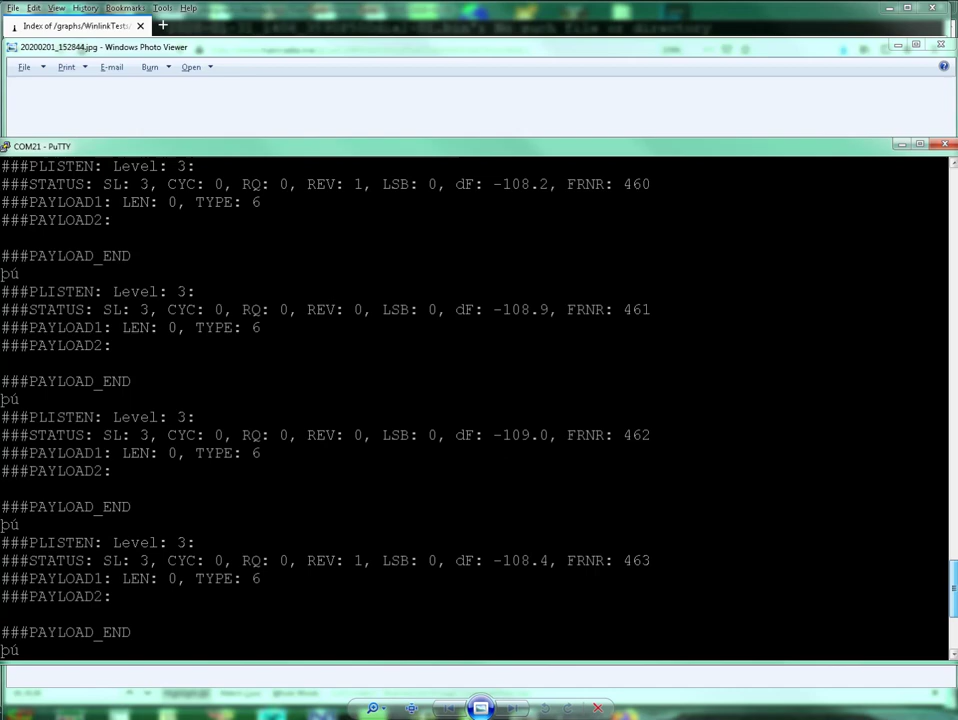 File Edit View History Bookmarks Tools Help
Index of /graphs/WinlinkTests/
No such file or directory
20200201_152844.jpg - Windows Photo Viewer
File Print E-mail Burn Open
COM21 - PuTTY
###PLISTEN: Level: 3:
###STATUS: SL: 3, CYC: 0, RQ: 0, REV: 1, LSB: 0, dF: -108.2, FRNR: 460
###PAYLOAD1: LEN: 0, TYPE: 6
###PAYLOAD2:
###PAYLOAD_END
þú
###PLISTEN: Level: 3:
###STATUS: SL: 3, CYC: 0, RQ: 0, REV: 0, LSB: 0, dF: -108.9, FRNR: 461
###PAYLOAD1: LEN: 0, TYPE: 6
###PAYLOAD2:
###PAYLOAD_END
þú
###PLISTEN: Level: 3:
###STATUS: SL: 3, CYC: 0, RQ: 0, REV: 0, LSB: 0, dF: -109.0, FRNR: 462
###PAYLOAD1: LEN: 0, TYPE: 6
###PAYLOAD2:
###PAYLOAD_END
þú
###PLISTEN: Level: 3:
###STATUS: SL: 3, CYC: 0, RQ: 0, REV: 1, LSB: 0, dF: -108.4, FRNR: 463
###PAYLOAD1: LEN: 0, TYPE: 6
###PAYLOAD2:
###PAYLOAD_END
þú